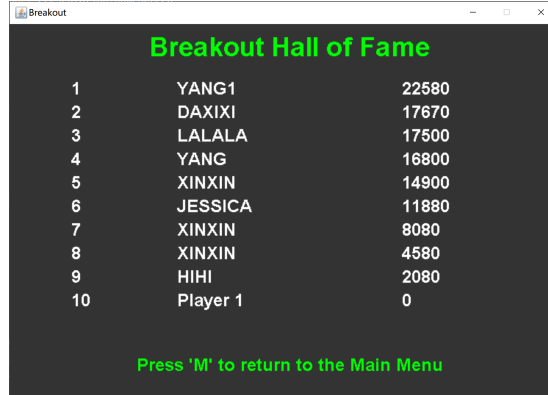 Breakout
Breakout Hall of Fame
1 YANG1 22580
2 DAXIXI 17670
3 LALALA 17500
4 YANG 16800
5 XINXIN 14900
6 JESSICA 11880
7 XINXIN 8080
8 XINXIN 4580
9 HIHI 2080
10 Player 1 0
Press 'M' to return to the Main Menu